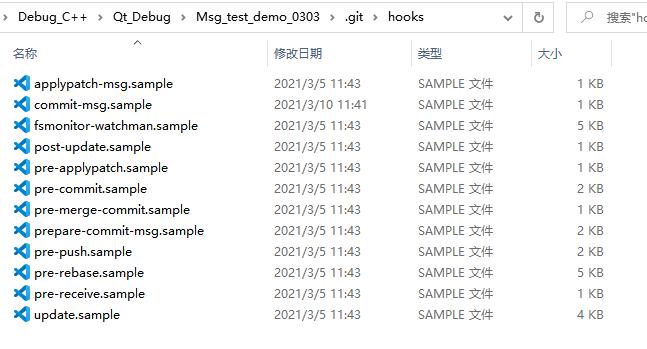 Debug_C++ > Qt_Debug > Msg_test_demo_0303 > .git > hooks 搜索"ho
名称 修改日期 类型 大小
applypatch-msg.sample 2021/3/5 11:43 SAMPLE 文件 1 KB
commit-msg.sample 2021/3/10 11:41 SAMPLE 文件 1 KB
fsmonitor-watchman.sample 2021/3/5 11:43 SAMPLE 文件 5 KB
post-update.sample 2021/3/5 11:43 SAMPLE 文件 1 KB
pre-applypatch.sample 2021/3/5 11:43 SAMPLE 文件 1 KB
pre-commit.sample 2021/3/5 11:43 SAMPLE 文件 2 KB
pre-merge-commit.sample 2021/3/5 11:43 SAMPLE 文件 1 KB
prepare-commit-msg.sample 2021/3/5 11:43 SAMPLE 文件 2 KB
pre-push.sample 2021/3/5 11:43 SAMPLE 文件 2 KB
pre-rebase.sample 2021/3/5 11:43 SAMPLE 文件 5 KB
pre-receive.sample 2021/3/5 11:43 SAMPLE 文件 1 KB
update.sample 2021/3/5 11:43 SAMPLE 文件 4 KB